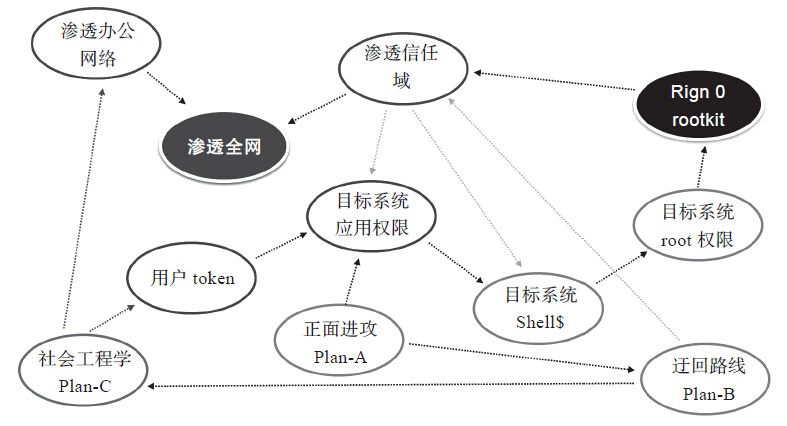 渗透办公
网络
渗透信任
域
Rign 0
rootkit
渗透全网
目标系统
应用权限
目标系统
root 权限
用户 token
目标系统
Shell$
正面进攻
Plan-A
社会工程学
Plan-C
迂回路线
Plan-B